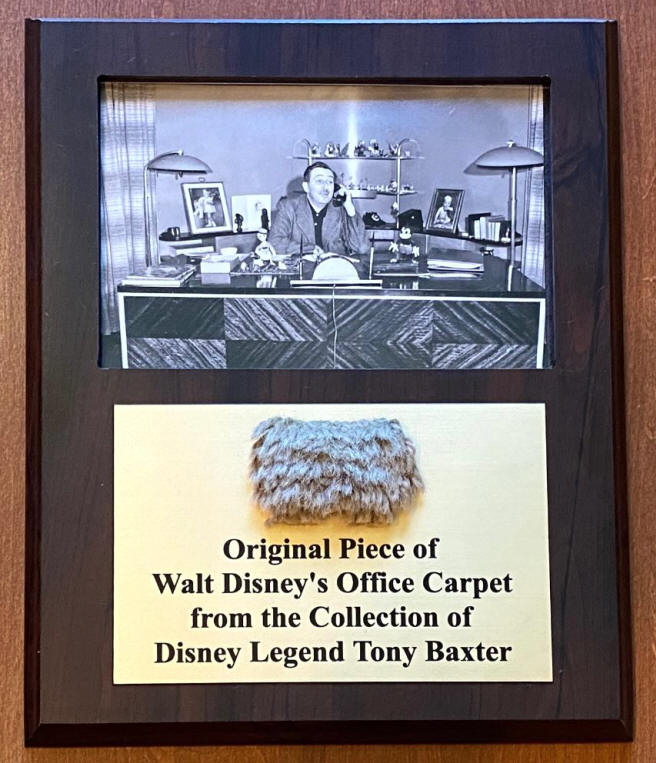 Original Piece of
Walt Disney's Office Carpet
from the Collection of
Disney Legend Tony Baxter